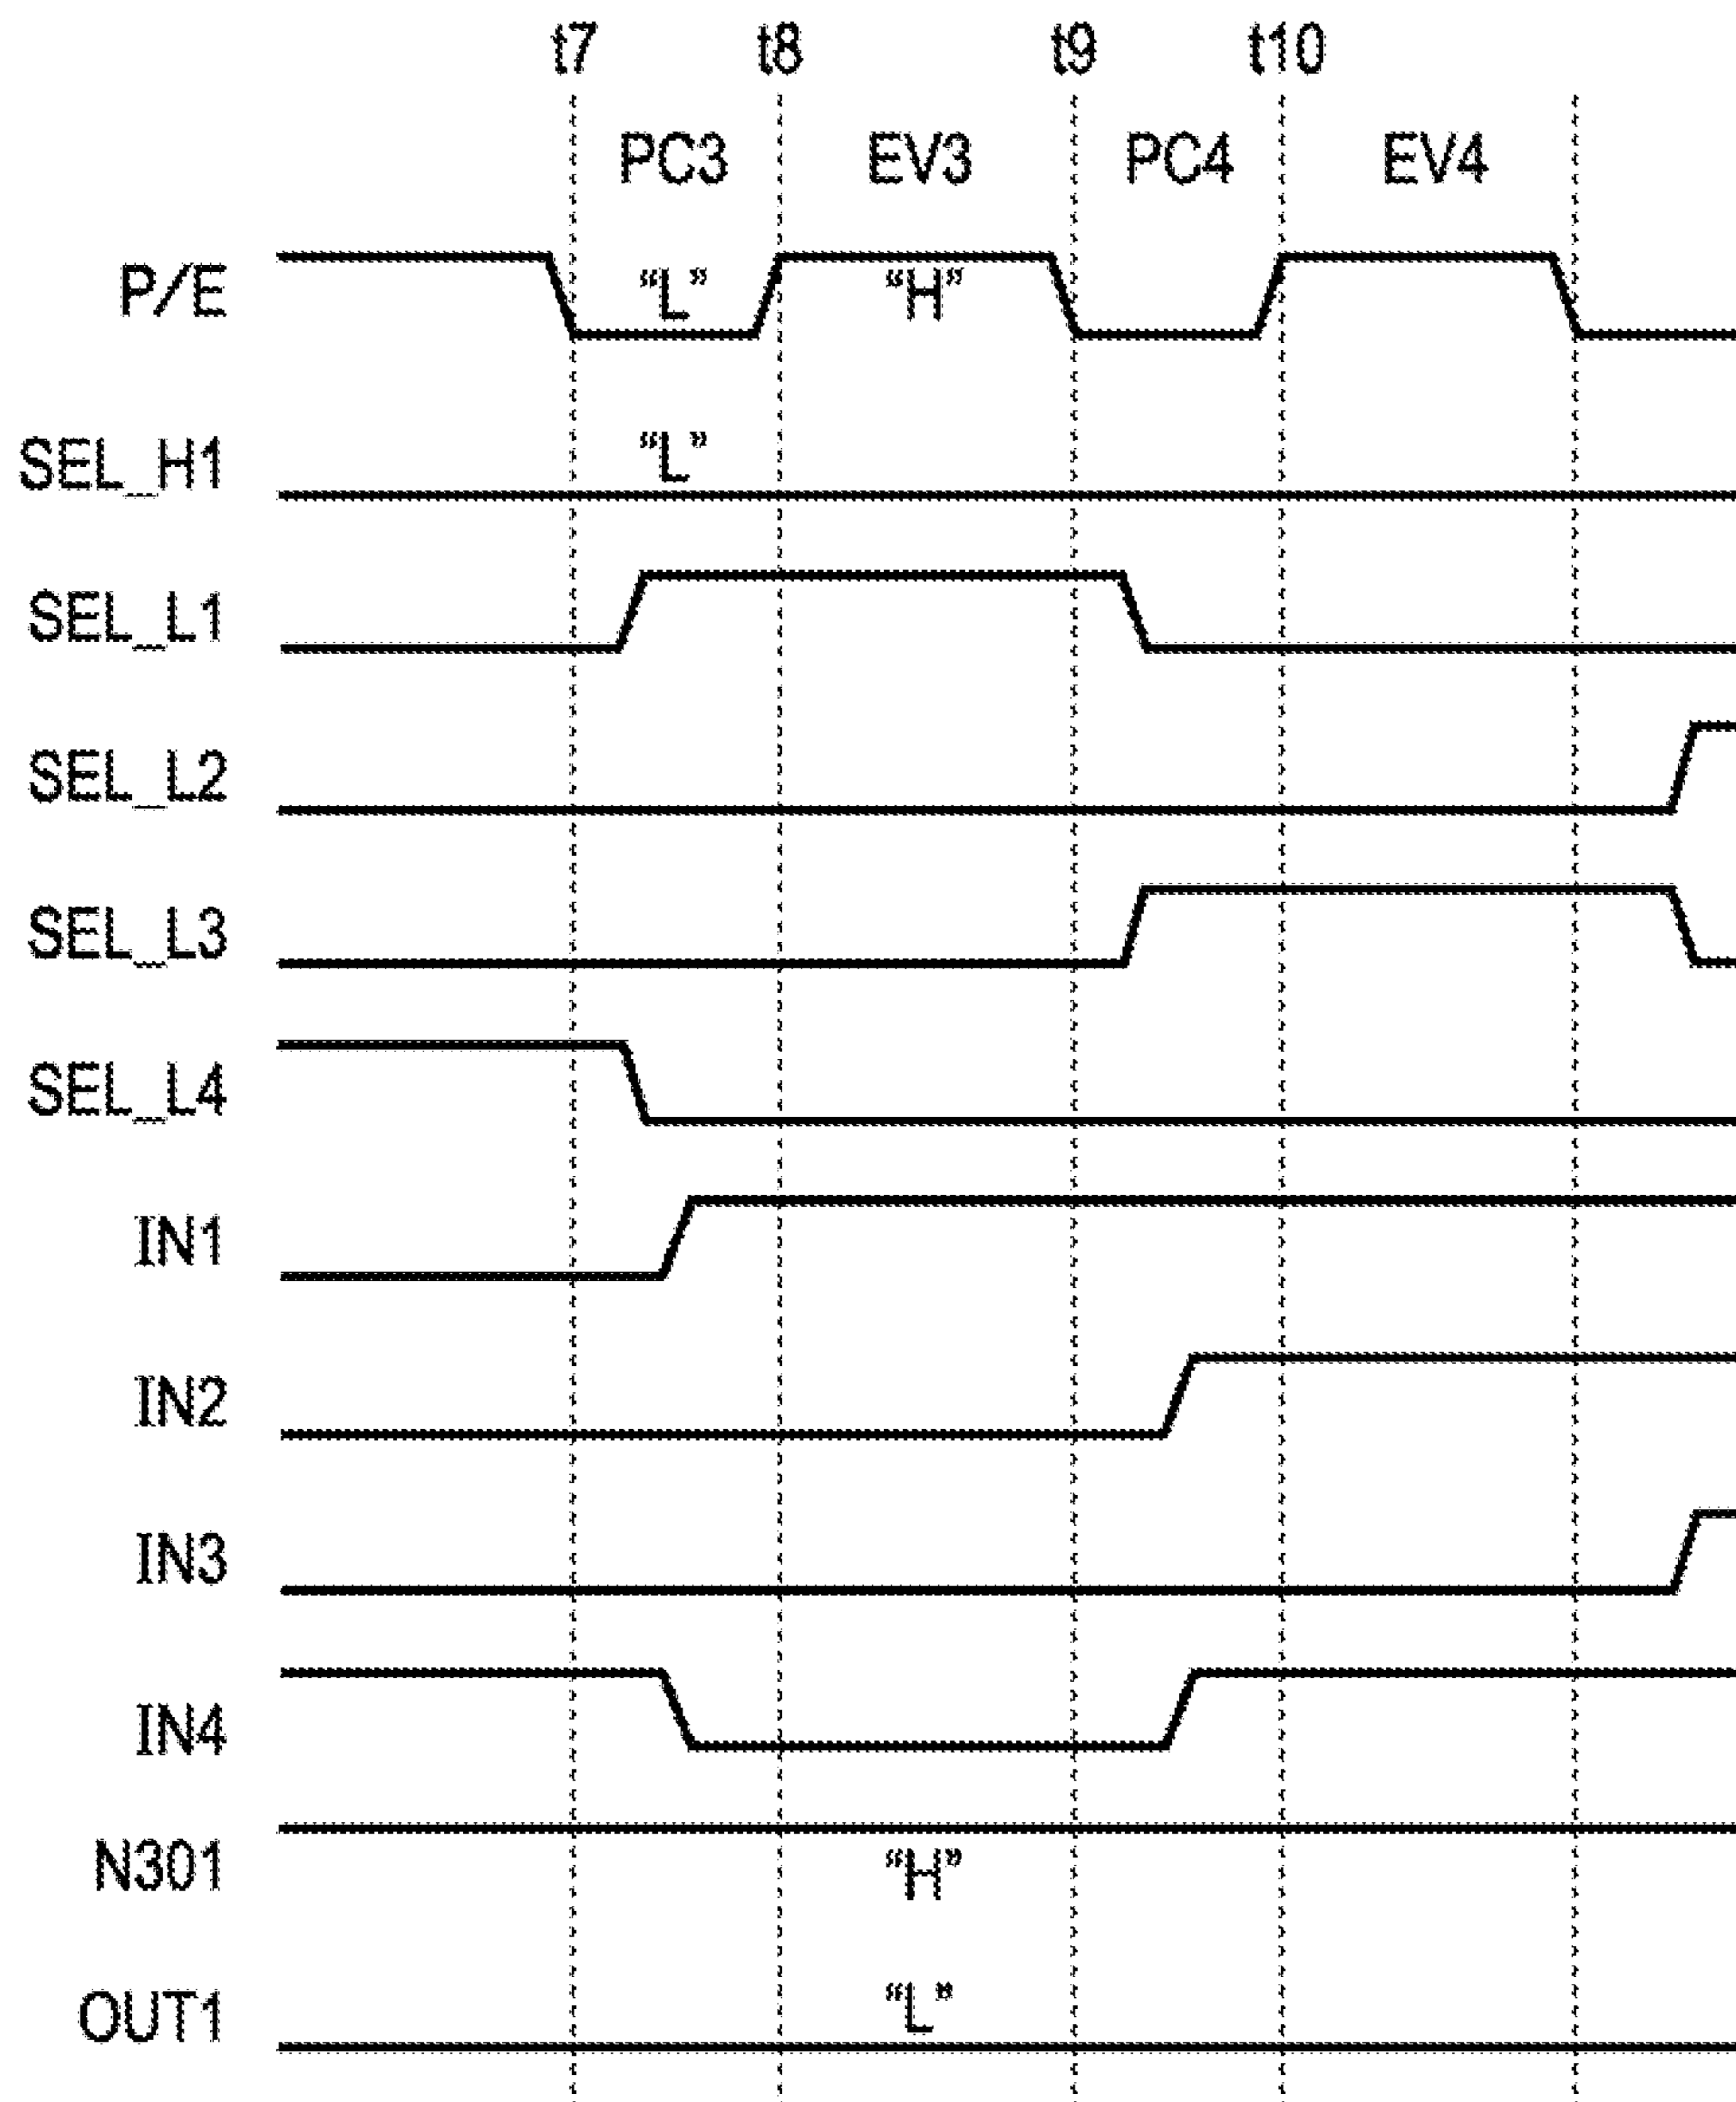 t7 t8 t9 t10
PC3 EV3 PC4 EV4
P/E "L" "H"
SEL_H1 "L"
SEL_L1
SEL_L2
SEL_L3
SEL_L4
IN1
IN2
IN3
IN4
N301 "H"
OUT1 "L"